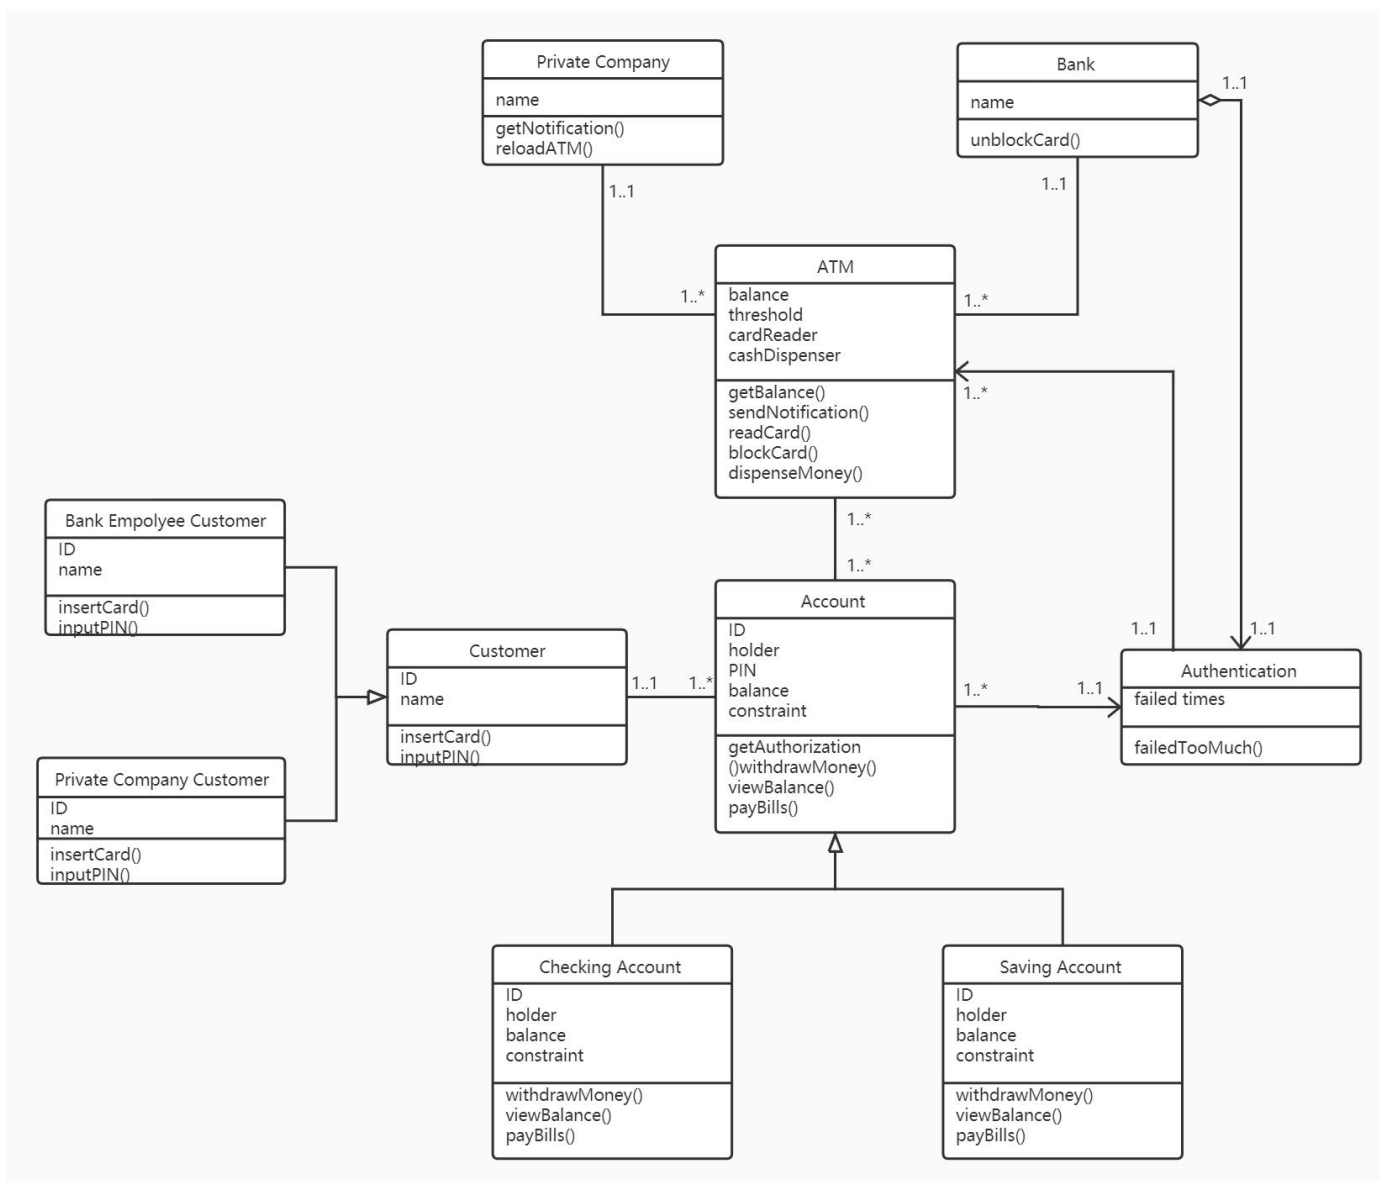 Private Company
name
getNotification()
reloadATM()
Bank
name
unblockCard()
1..1
1..1
1..1
ATM
balance
threshold
cardReader
cashDispenser
getBalance()
sendNotification()
readCard()
blockCard()
dispenseMoney()
1..*
1..*
1..*
1..*
1..*
Bank Empolyee Customer
ID
name
insertCard()
inputPIN()
Private Company Customer
ID
name
insertCard()
inputPIN()
Customer
ID
name
insertCard()
inputPIN()
1..1
1..*
Account
ID
holder
PIN
balance
constraint
getAuthorization
()withdrawMoney()
viewBalance()
payBills()
1..*
1..1
1..1
1..1
Authentication
failed times
failedTooMuch()
Checking Account
ID
holder
balance
constraint
withdrawMoney()
viewBalance()
payBills()
Saving Account
ID
holder
balance
constraint
withdrawMoney()
viewBalance()
payBills()